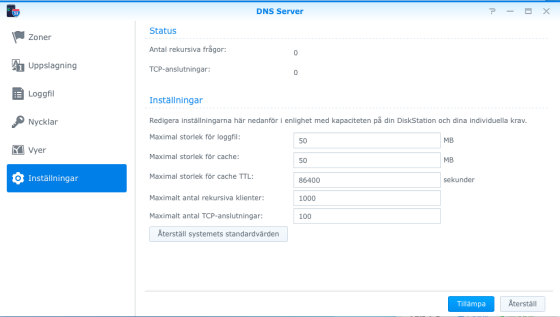 DNS Server
Zoner
Uppslagning
Loggfil
Nycklar
Vyer
Inställningar
Status
Antal rekursiva frågor: 0
TCP-anslutningar: 0
Inställningar
Redigera inställningarna här nedanför i enlighet med kapaciteten på din DiskStation och dina individuella krav.
Maximal storlek för loggfil: 50 MB
Maximal storlek för cache: 50 MB
Maximal storlek för cache TTL: 86400 sekunder
Maximalt antal rekursiva klienter: 1000
Maximalt antal TCP-anslutningar: 100
Återställ systemets standardvärden
Tillämpa Återställ